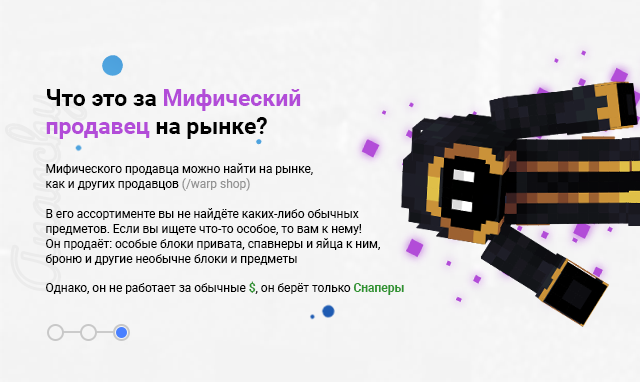 Что это за Мифический
продавец на рынке?
Мифического продавца можно найти на рынке,
как и других продавцов (/warp shop)
В его ассортименте вы не найдёте каких-либо обычных
предметов. Если вы ищете что-то особое, то вам к нему!
Он продаёт: особые блоки привата, спавнеры и яйца к ним,
броню и другие необычне блоки и предметы
Однако, он не работает за обычные $, он берёт только Снаперы